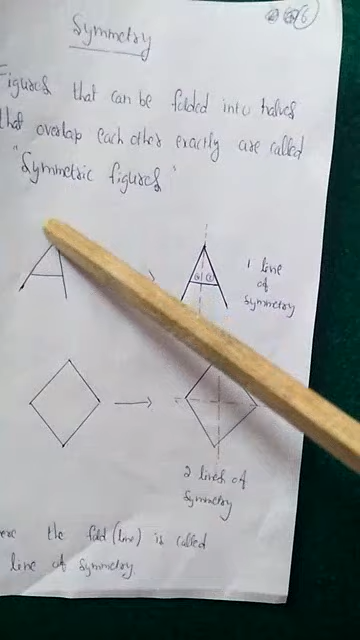 Symmetry
Figures that can be folded into halves
that overlap each other exactly are called
"Symmetric figures"
A
A
1 line
of
symmetry
2 lines of
symmetry
the fold (line) is called
line of symmetry